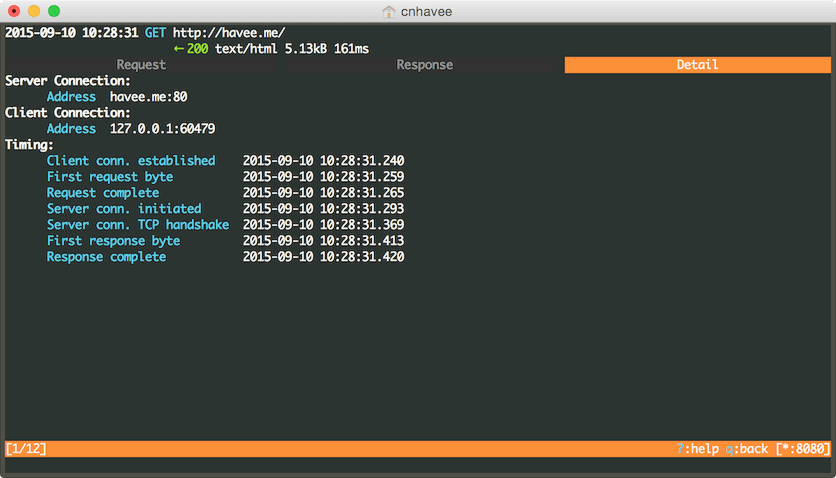 cnhavee
2015-09-10 10:28:31 GET http://havee.me/
← 200 text/html 5.13kB 161ms
Request Response Detail
Server Connection:
Address havee.me:80
Client Connection:
Address 127.0.0.1:60479
Timing:
Client conn. established 2015-09-10 10:28:31.240
First request byte 2015-09-10 10:28:31.259
Request complete 2015-09-10 10:28:31.265
Server conn. initiated 2015-09-10 10:28:31.293
Server conn. TCP handshake 2015-09-10 10:28:31.369
First response byte 2015-09-10 10:28:31.413
Response complete 2015-09-10 10:28:31.420
[1/12] ?:help q:back [*:8080]